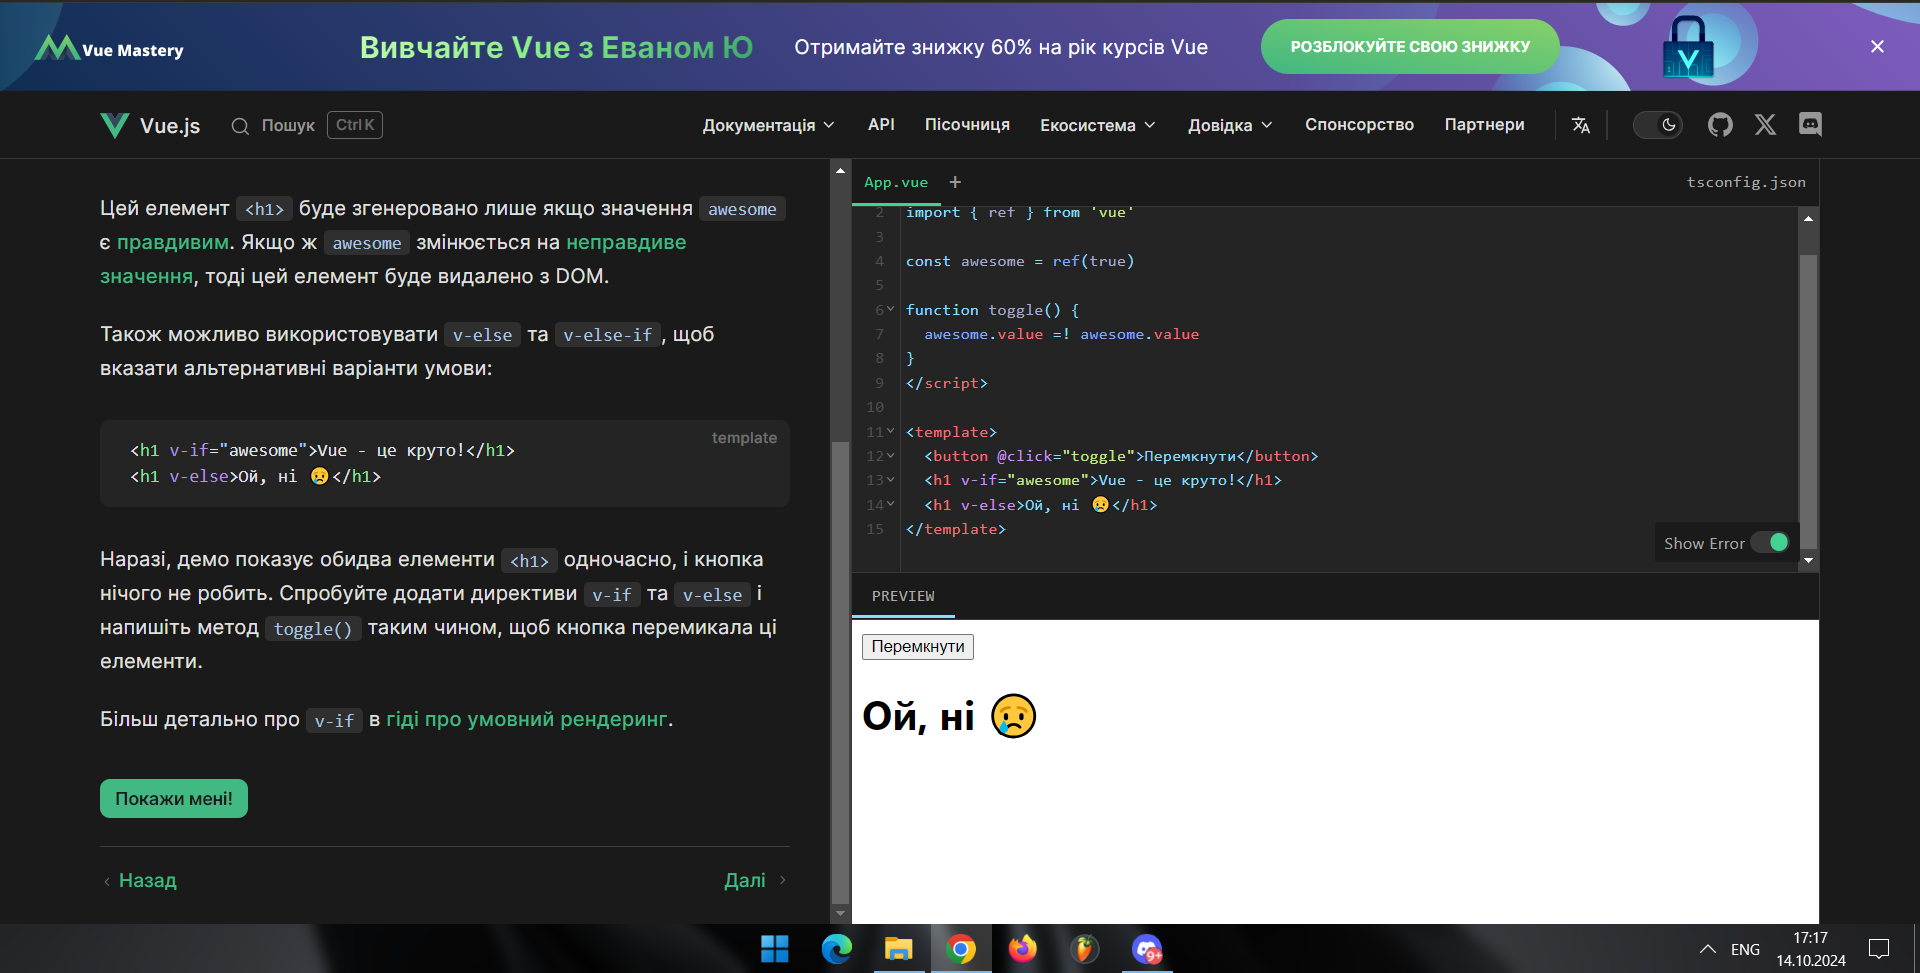 Vue Mastery
Вивчайте Vue з Еваном Ю
Отримайте знижку 60% на рік курсів Vue
РОЗБЛОКУЙТЕ СВОЮ ЗНИЖКУ
Vue.js
Пошук
Ctrl K
Документація
API
Пісочниця
Екосистема
Довідка
Спонсорство
Партнери
Цей елемент <h1> буде згенеровано лише якщо значення awesome
є правдивим. Якщо ж awesome змінюється на неправдиве
значення, тоді цей елемент буде видалено з DOM.
Також можливо використовувати v-else та v-else-if, щоб
вказати альтернативні варіанти умови:
template
<h1 v-if="awesome">Vue - це круто!</h1>
<h1 v-else>Ой, ні 😢</h1>
Наразі, демо показує обидва елементи <h1> одночасно, і кнопка
нічого не робить. Спробуйте додати директиви v-if та v-else і
напишіть метод toggle() таким чином, щоб кнопка перемикала ці
елементи.
Більш детально про v-if в гіді про умовний рендеринг.
Покажи мені!
Назад
Далі
App.vue +
tsconfig.json
2 import { ref } from 'vue'
3
4 const awesome = ref(true)
5
6 function toggle() {
7 awesome.value =! awesome.value
8 }
9 </script>
10
11 <template>
12 <button @click="toggle">Перемкнути</button>
13 <h1 v-if="awesome">Vue - це круто!</h1>
14 <h1 v-else>Ой, ні 😢</h1>
15 </template>
Show Error
PREVIEW
Перемкнути
Ой, ні 😢
9+
ENG
17:17
14.10.2024